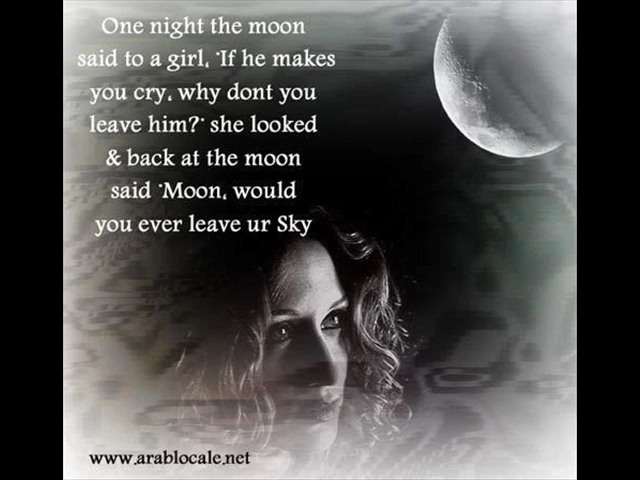 One night the moon
said to a girl, "If he makes
you cry, why dont you
leave him?" she looked
& back at the moon
said "Moon, would
you ever leave ur Sky
www.arablocale.net